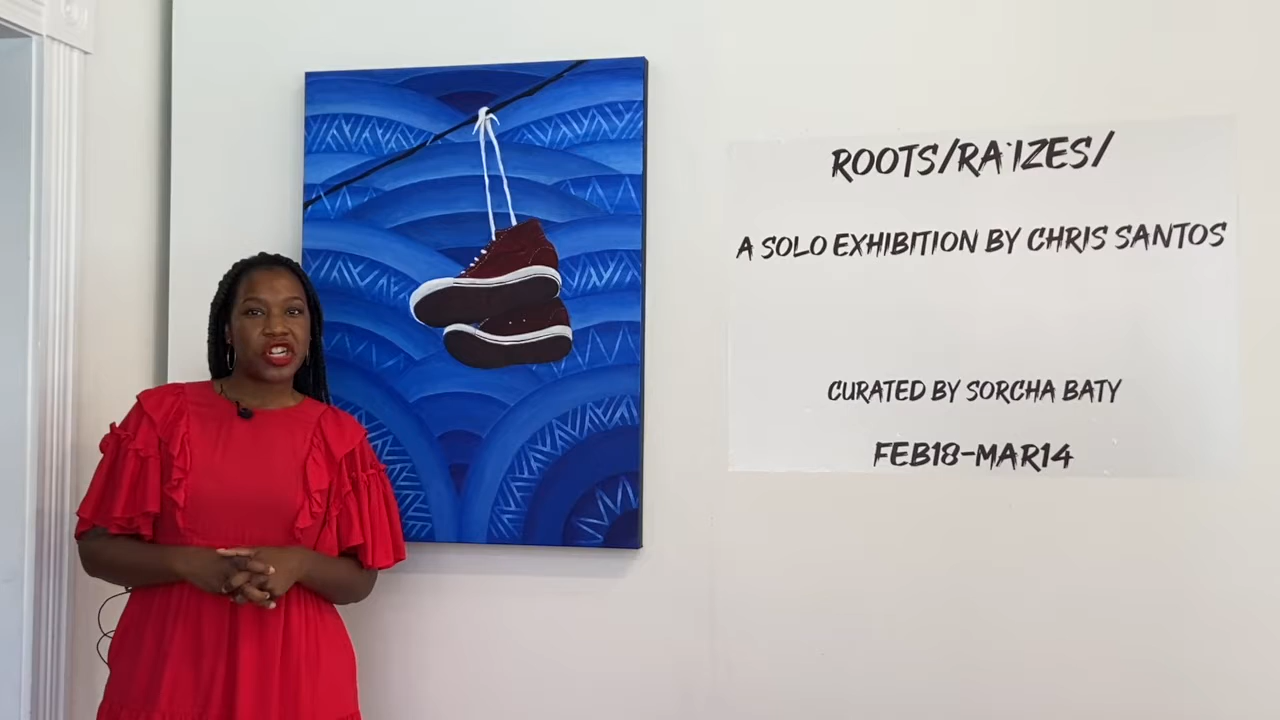 ROOTS/RAÍZES/
A SOLO EXHIBITION BY CHRIS SANTOS
CURATED BY SORCHA BATY
FEB18-MAR14